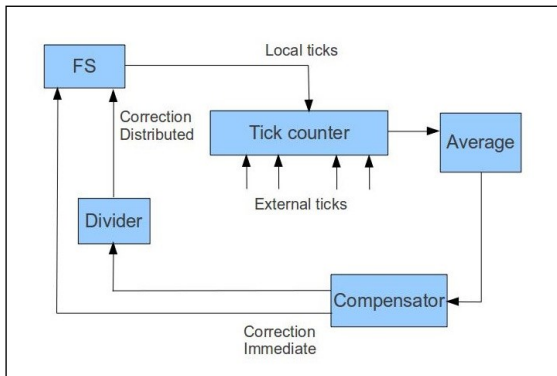 FS
Local ticks
Correction
Distributed
Tick counter
Average
External ticks
Divider
Compensator
Correction
Immediate